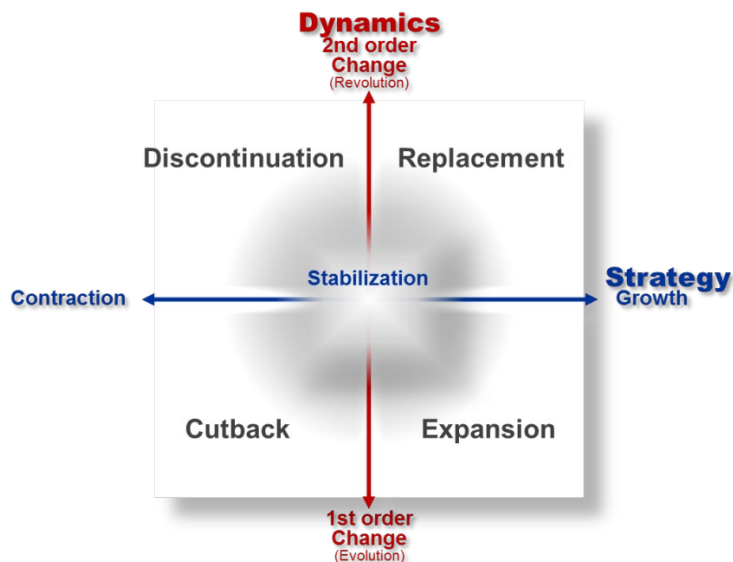 Dynamics
2nd order
Change
(Revolution)
Discontinuation
Replacement
Stabilization
Contraction
Strategy
Growth
Cutback
Expansion
1st order
Change
(Evolution)